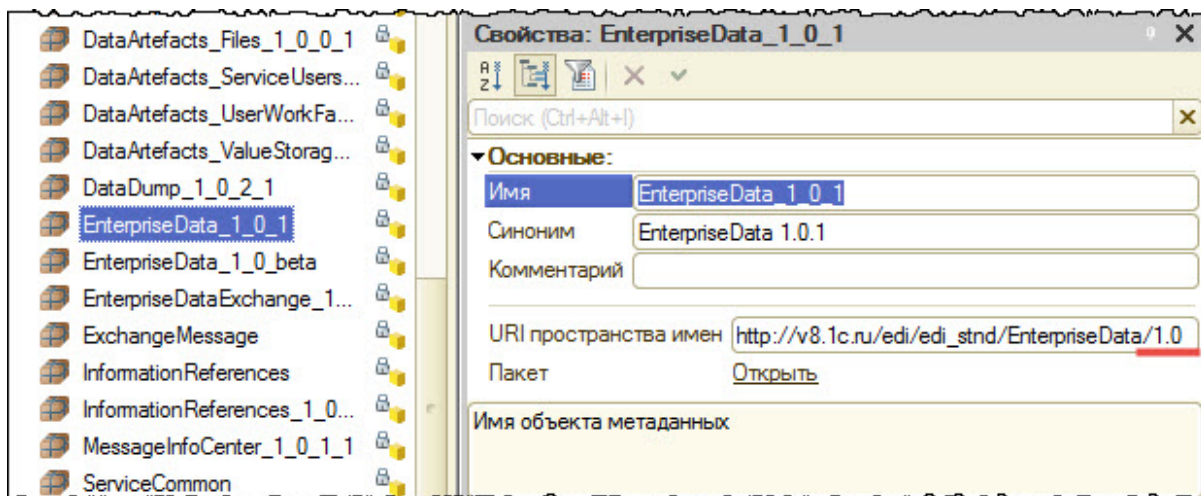 DataArtefacts_Files_1_0_0_1
DataArtefacts_ServiceUsers...
DataArtefacts_UserWorkFa...
DataArtefacts_ValueStorag...
DataDump_1_0_2_1
EnterpriseData_1_0_1
EnterpriseData_1_0_beta
EnterpriseDataExchange_1...
ExchangeMessage
InformationReferences
InformationReferences_1_0...
MessageInfoCenter_1_0_1_1
ServiceCommon
Свойства: EnterpriseData_1_0_1
Поиск (Ctrl+Alt+I)
Основные:
Имя EnterpriseData_1_0_1
Синоним EnterpriseData 1.0.1
Комментарий
URI пространства имен http://v8.1c.ru/edi/edi_stnd/EnterpriseData/1.0
Пакет Открыть
Имя объекта метаданных